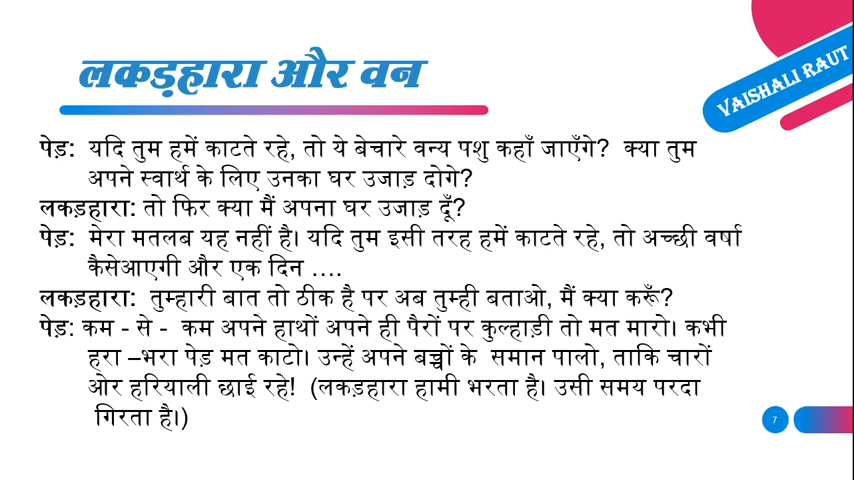 लकड़हारा और वन
VAISHALI RAUT
पेड़: यदि तुम हमें काटते रहे, तो ये बेचारे वन्य पशु कहाँ जाएँगे? क्या तुम
अपने स्वार्थ के लिए उनका घर उजाड़ दोगे?
लकड़हारा: तो फिर क्या मैं अपना घर उजाड़ दूँ?
पेड़: मेरा मतलब यह नहीं है। यदि तुम इसी तरह हमें काटते रहे, तो अच्छी वर्षा
कैसेआएगी और एक दिन ….
लकड़हारा: तुम्हारी बात तो ठीक है पर अब तुम्ही बताओ, मैं क्या करूँ?
पेड़: कम - से - कम अपने हाथों अपने ही पैरों पर कुल्हाड़ी तो मत मारो। कभी
हरा –भरा पेड़ मत काटो। उन्हें अपने बच्चों के समान पालो, ताकि चारों
ओर हरियाली छाई रहे! (लकड़हारा हामी भरता है। उसी समय परदा
गिरता है।)
7